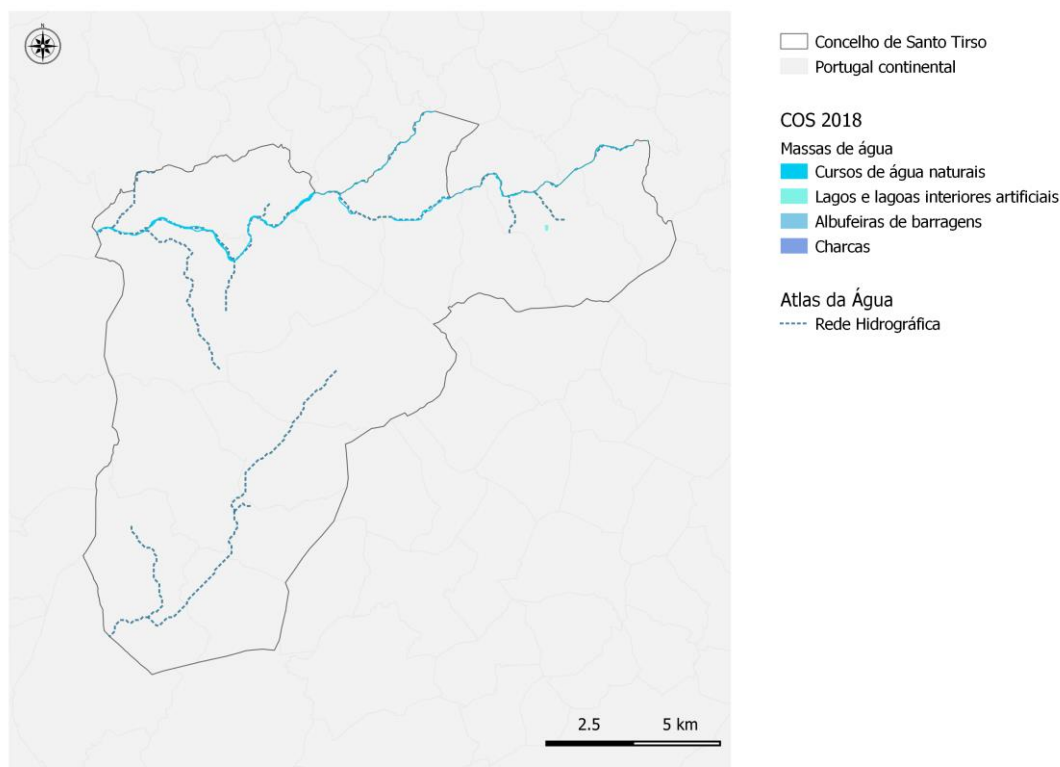 N
Concelho de Santo Tirso
Portugal continental
COS 2018
Massas de água
Cursos de água naturais
Lagos e lagoas interiores artificiais
Albufeiras de barragens
Charcas
Atlas da Água
Rede Hidrográfica
2.5 5 km